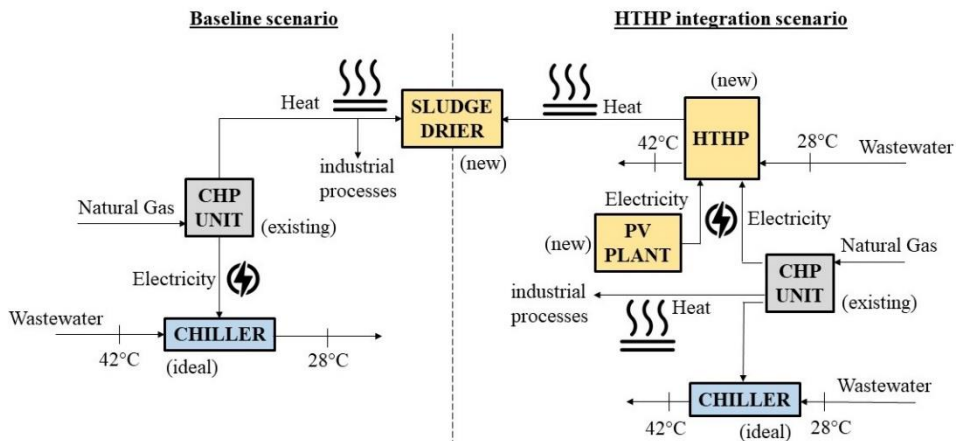 Baseline scenario
Heat
SLUDGE
DRIER
(new)
industrial
processes
Natural Gas
CHP
UNIT
(existing)
Electricity
Wastewater
42°C
CHILLER
(ideal)
28°C
HTHP integration scenario
(new)
Heat
HTHP
42°C
28°C
Wastewater
Electricity
Electricity
(new)
PV
PLANT
Natural Gas
CHP
UNIT
(existing)
industrial
processes
Heat
CHILLER
Wastewater
42°C
(ideal)
28°C